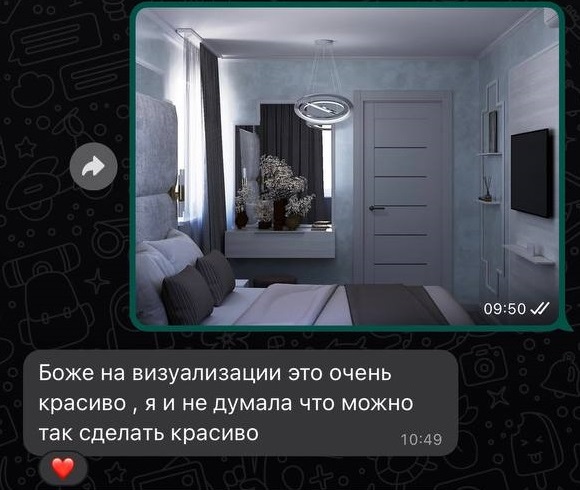 09:50
Боже на визуализации это очень
красиво , я и не думала что можно
так сделать красиво
10:49